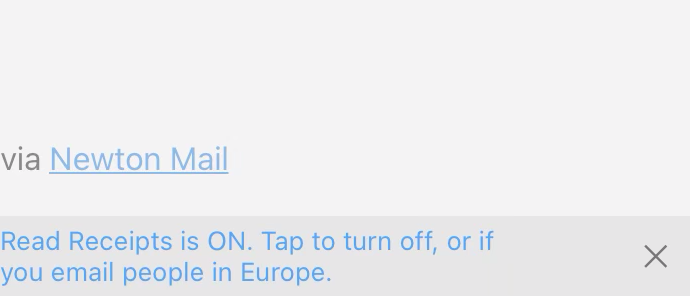 via Newton Mail
Read Receipts is ON. Tap to turn off, or if
you email people in Europe.